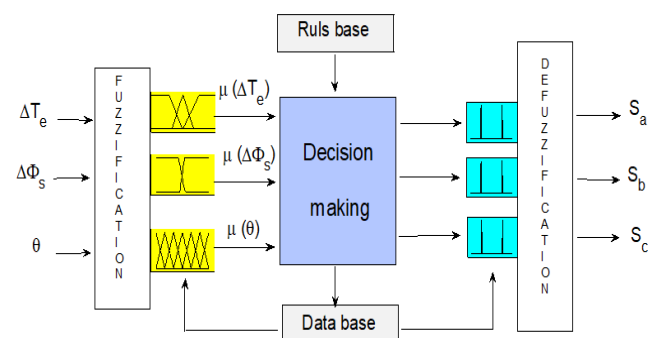 Ruls base
FUZZIFICATION
DEFUZZIFICATION
ΔTe
μ (ΔTe)
Sa
Decision
making
ΔΦs
μ (ΔΦs)
Sb
θ
μ (θ)
Sc
Data base